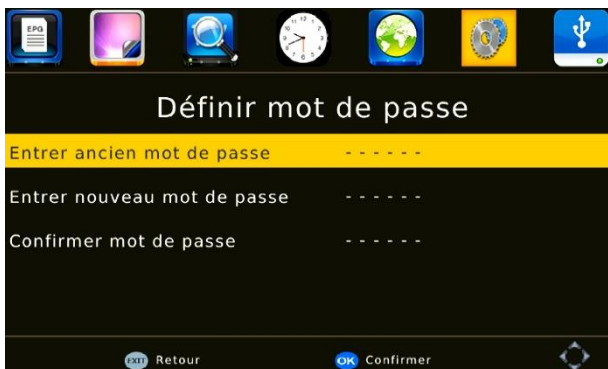 EPG
Définir mot de passe
Entrer ancien mot de passe - - - - - -
Entrer nouveau mot de passe - - - - - -
Confirmer mot de passe - - - - - -
EXIT Retour OK Confirmer